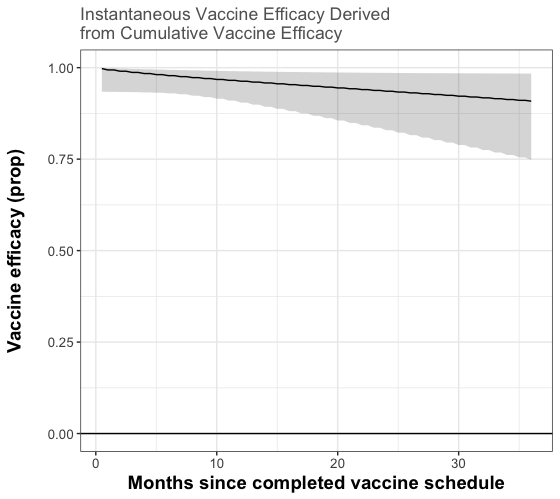 Instantaneous Vaccine Efficacy Derived
from Cumulative Vaccine Efficacy
Vaccine efficacy (prop)
1.00
0.75
0.50
0.25
0.00
0 10 20 30
Months since completed vaccine schedule